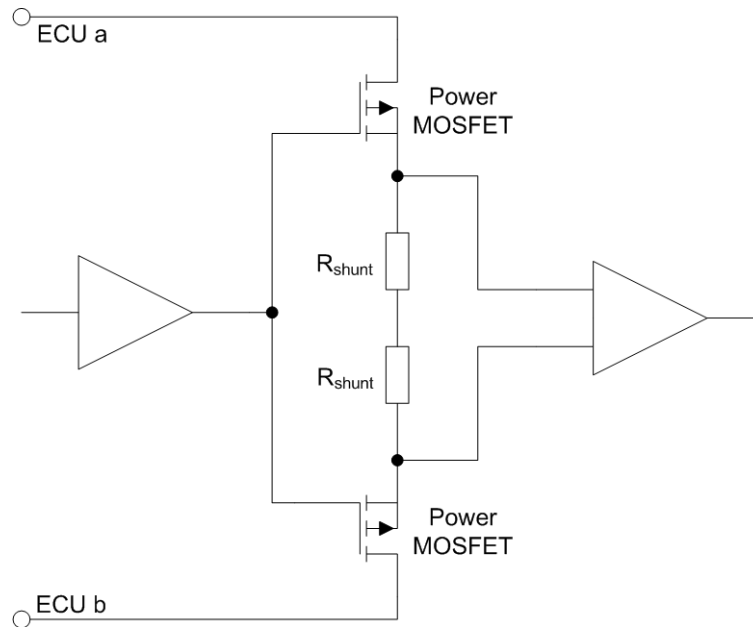 ECU a
Power
MOSFET
Rshunt
Rshunt
Power
MOSFET
ECU b